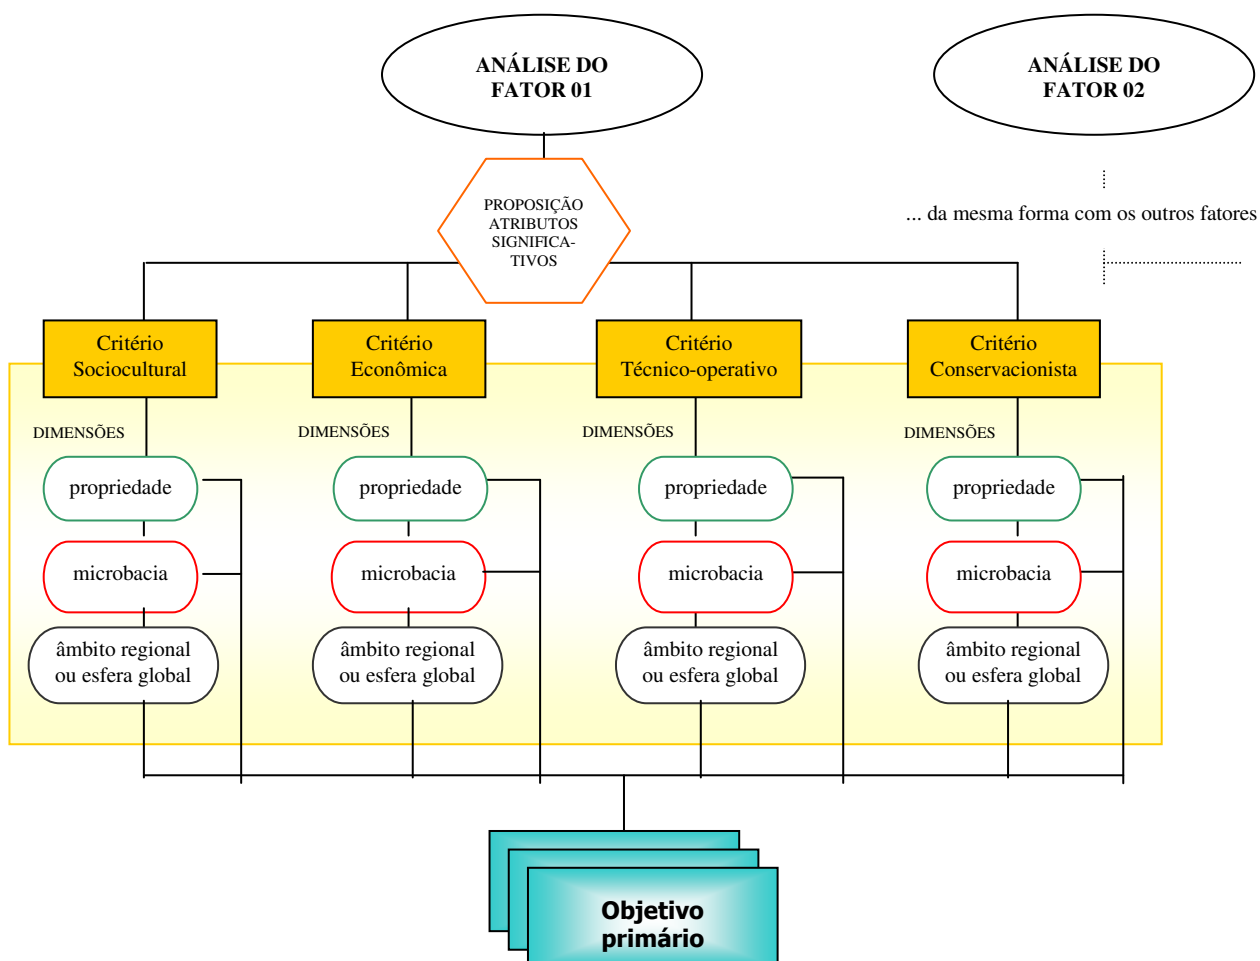 ANÁLISE DO
FATOR 01
ANÁLISE DO
FATOR 02
PROPOSIÇÃO
ATRIBUTOS
SIGNIFICA-
TIVOS
... da mesma forma com os outros fatores
Critério
Sociocultural
Critério
Econômica
Critério
Técnico-operativo
Critério
Conservacionista
DIMENSÕES
DIMENSÕES
DIMENSÕES
DIMENSÕES
propriedade
propriedade
propriedade
propriedade
microbacia
microbacia
microbacia
microbacia
âmbito regional
ou esfera global
âmbito regional
ou esfera global
âmbito regional
ou esfera global
âmbito regional
ou esfera global
Objetivo
primário